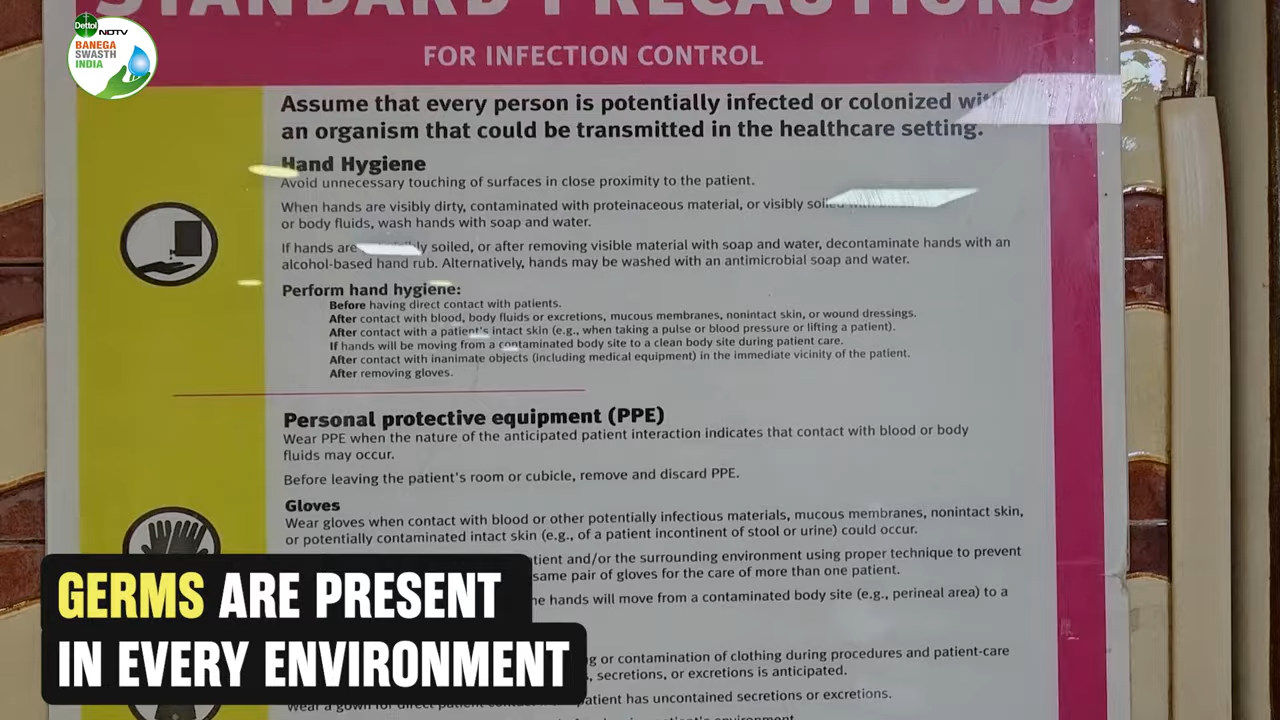 STANDARD PRECAUTIONS
FOR INFECTION CONTROL
Dettol NDTV
BANEGA
SWASTH
INDIA
Assume that every person is potentially infected or colonized with
an organism that could be transmitted in the healthcare setting.
Hand Hygiene
Avoid unnecessary touching of surfaces in close proximity to the patient.
When hands are visibly dirty, contaminated with proteinaceous material, or visibly soiled
or body fluids, wash hands with soap and water.
If hands are soiled, or after removing visible material with soap and water, decontaminate hands with an
alcohol-based hand rub. Alternatively, hands may be washed with an antimicrobial soap and water.
Perform hand hygiene:
Before having direct contact with patients.
After contact with blood, body fluids or excretions, mucous membranes, nonintact skin, or wound dressings.
After contact with a patient's intact skin (e.g., when taking a pulse or blood pressure or lifting a patient).
If hands will be moving from a contaminated body site to a clean body site during patient care.
After contact with inanimate objects (including medical equipment) in the immediate vicinity of the patient.
After removing gloves.
Personal protective equipment (PPE)
Wear PPE when the nature of the anticipated patient interaction indicates that contact with blood or body
fluids may occur.
Before leaving the patient's room or cubicle, remove and discard PPE.
Gloves
Wear gloves when contact with blood or other potentially infectious materials, mucous membranes, nonintact skin,
or potentially contaminated intact skin (e.g., of a patient incontinent of stool or urine) could occur.
and/or the surrounding environment using proper technique to prevent
same pair of gloves for the care of more than one patient.
hands will move from a contaminated body site (e.g., perineal area) to a
or contamination of clothing during procedures and patient-care
secretions, or excretions is anticipated.
has uncontained secretions or excretions.
GERMS ARE PRESENT
IN EVERY ENVIRONMENT